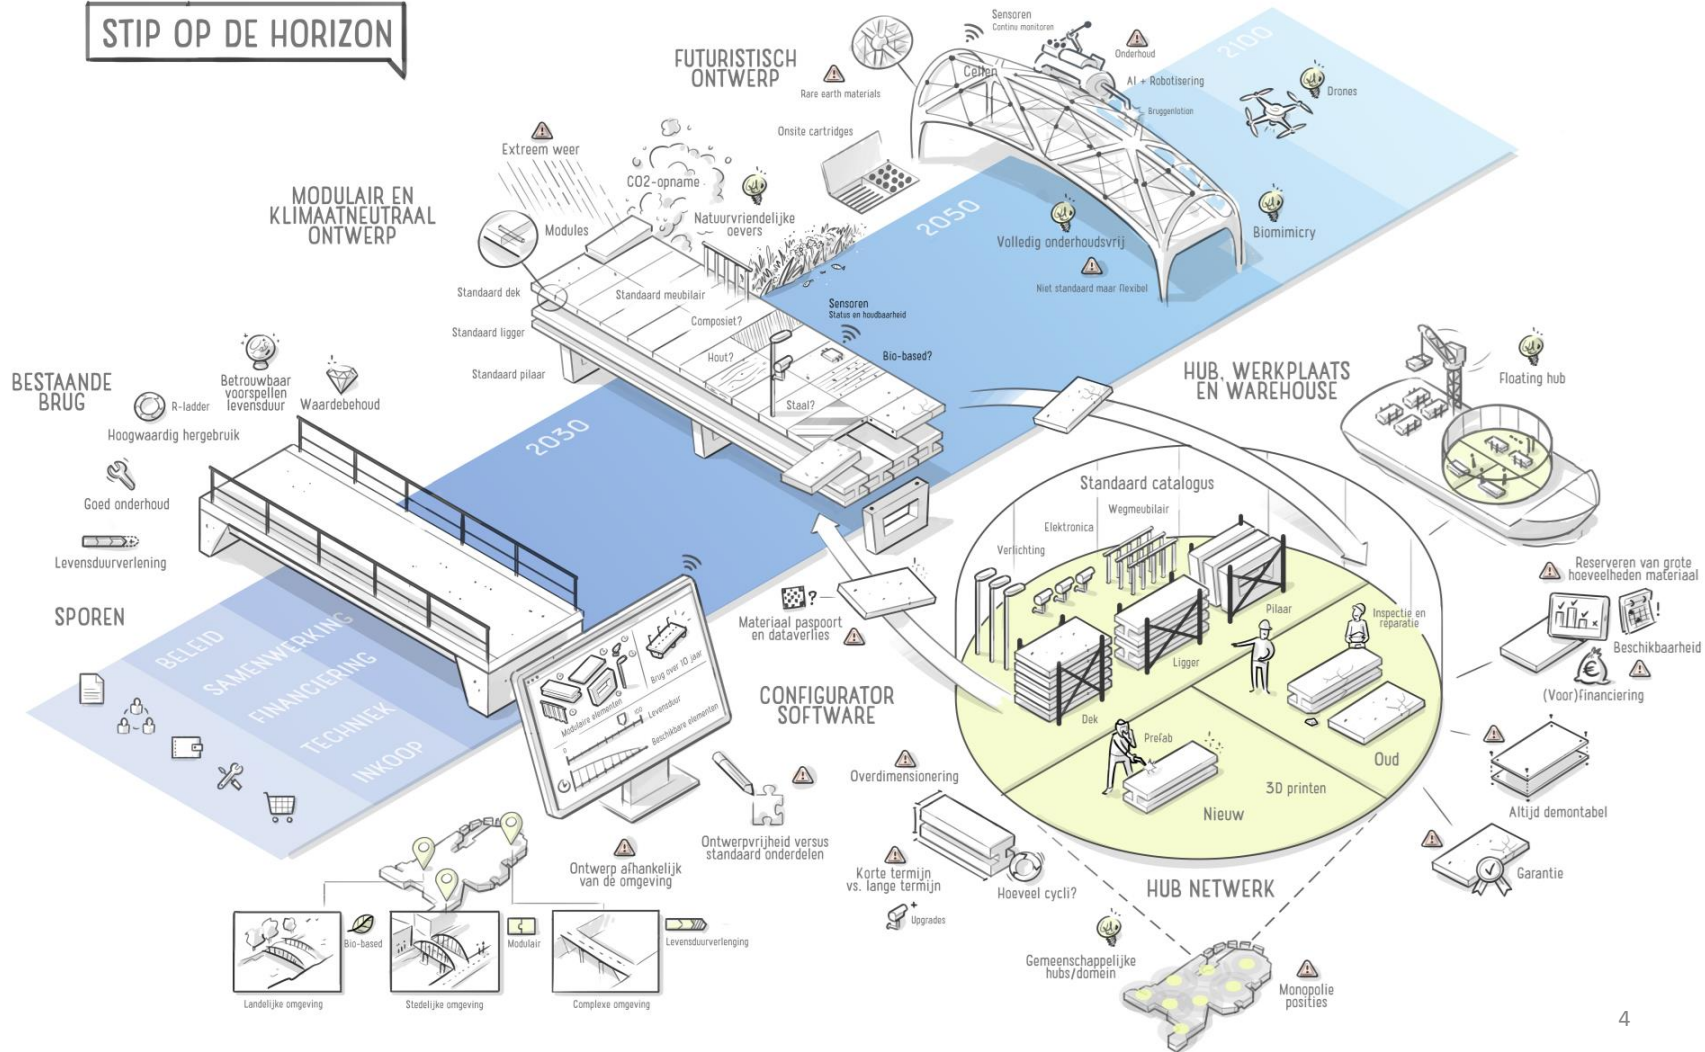 STIP OP DE HORIZON
FUTURISTISCH
ONTWERP
Rare earth materials
Sensoren
Continu monitoren
Cellen
Onderhoud
AI + Robotisering
Bruggenlotion
2100
Drones
Onsite cartridges
2050
Volledig onderhoudsvrij
Niet standaard maar flexibel
Biomimicry
Extreem weer
CO2-opname
Natuurvriendelijke
oevers
MODULAIR EN
KLIMAATNEUTRAAL
ONTWERP
Modules
Standaard dek
Standaard ligger
Standaard pilaar
Standaard meubilair
Composiet?
Hout?
Staal?
Sensoren
Status en houdbaarheid
Bio-based?
2030
BESTAANDE
BRUG
R-ladder
Hoogwaardig hergebruik
Betrouwbaar
voorspellen
levensduur
Waardebehoud
Goed onderhoud
Levensduurverlening
SPOREN
BELEID
SAMENWERKING
FINANCIERING
TECHNIEK
INKOOP
HUB, WERKPLAATS
EN WAREHOUSE
Floating hub
Standaard catalogus
Wegmeubilair
Elektronica
Verlichting
Pilaar
Ligger
Dek
Inspectie en
reparatie
Prefab
Oud
3D printen
Nieuw
Materiaal paspoort
en dataverlies
?
CONFIGURATOR
SOFTWARE
Modulaire elementen
Brug over 10 jaar
0
100
Levensduur
Beschikbare elementen
Ontwerpvrijheid versus
standaard onderdelen
Ontwerp afhankelijk
van de omgeving
Bio-based
Modulair
Levensduurverlenging
Landelijke omgeving
Stedelijke omgeving
Complexe omgeving
Overdimensionering
Korte termijn
vs. lange termijn
Upgrades
Hoeveel cycli?
HUB NETWERK
Gemeenschappelijke
hubs/domein
Monopolie
posities
Reserveren van grote
hoeveelheden materiaal
Beschikbaarheid
(Voor)financiering
€
Altijd demontabel
Garantie
4